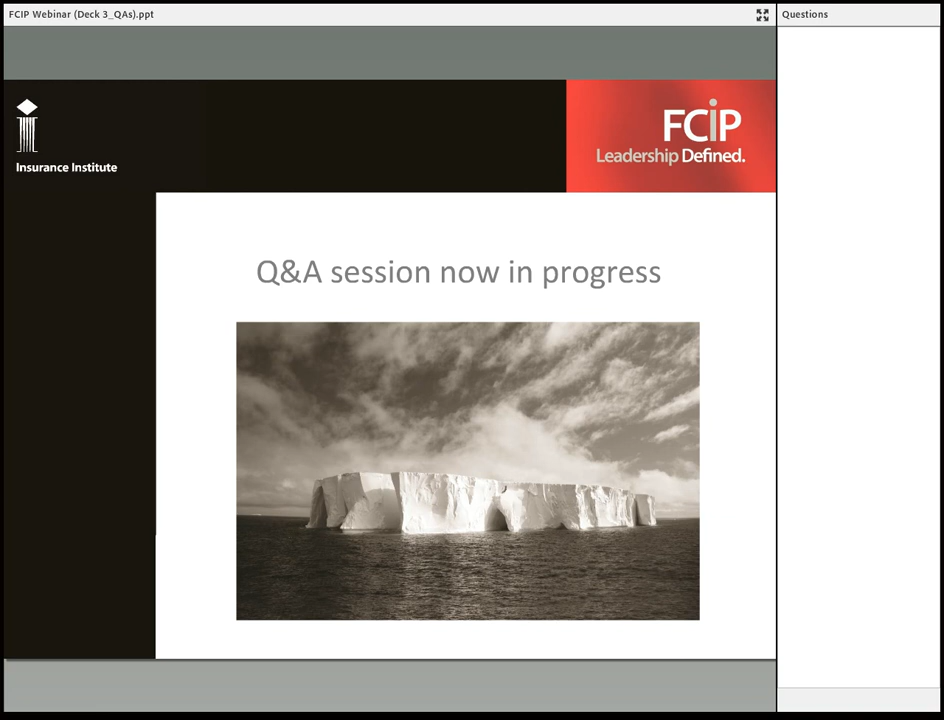 FCIP Webinar (Deck 3_QAs).ppt
Questions
Insurance Institute
FCiP
Leadership Defined.
Q&A session now in progress